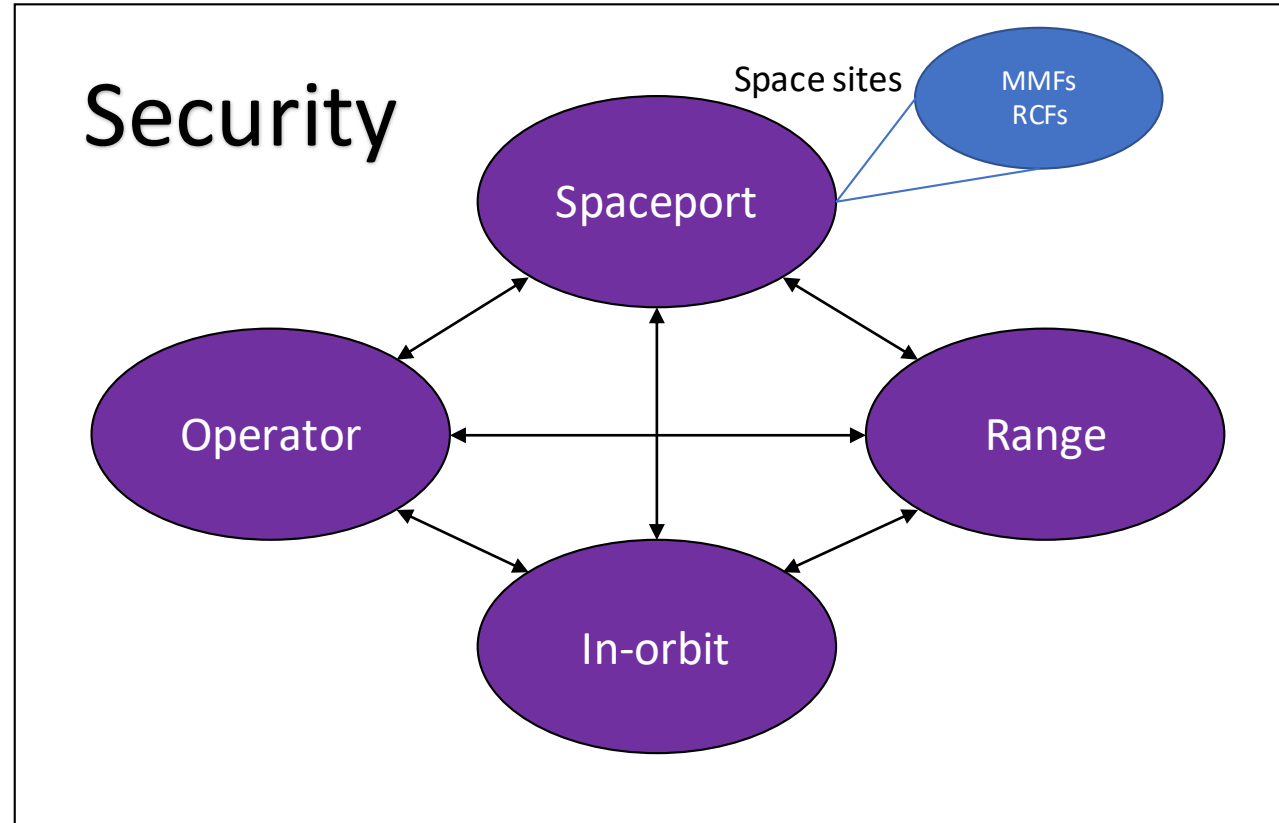 Security
Space sites
MMFs
RCFs
Spaceport
Operator
Range
In-orbit